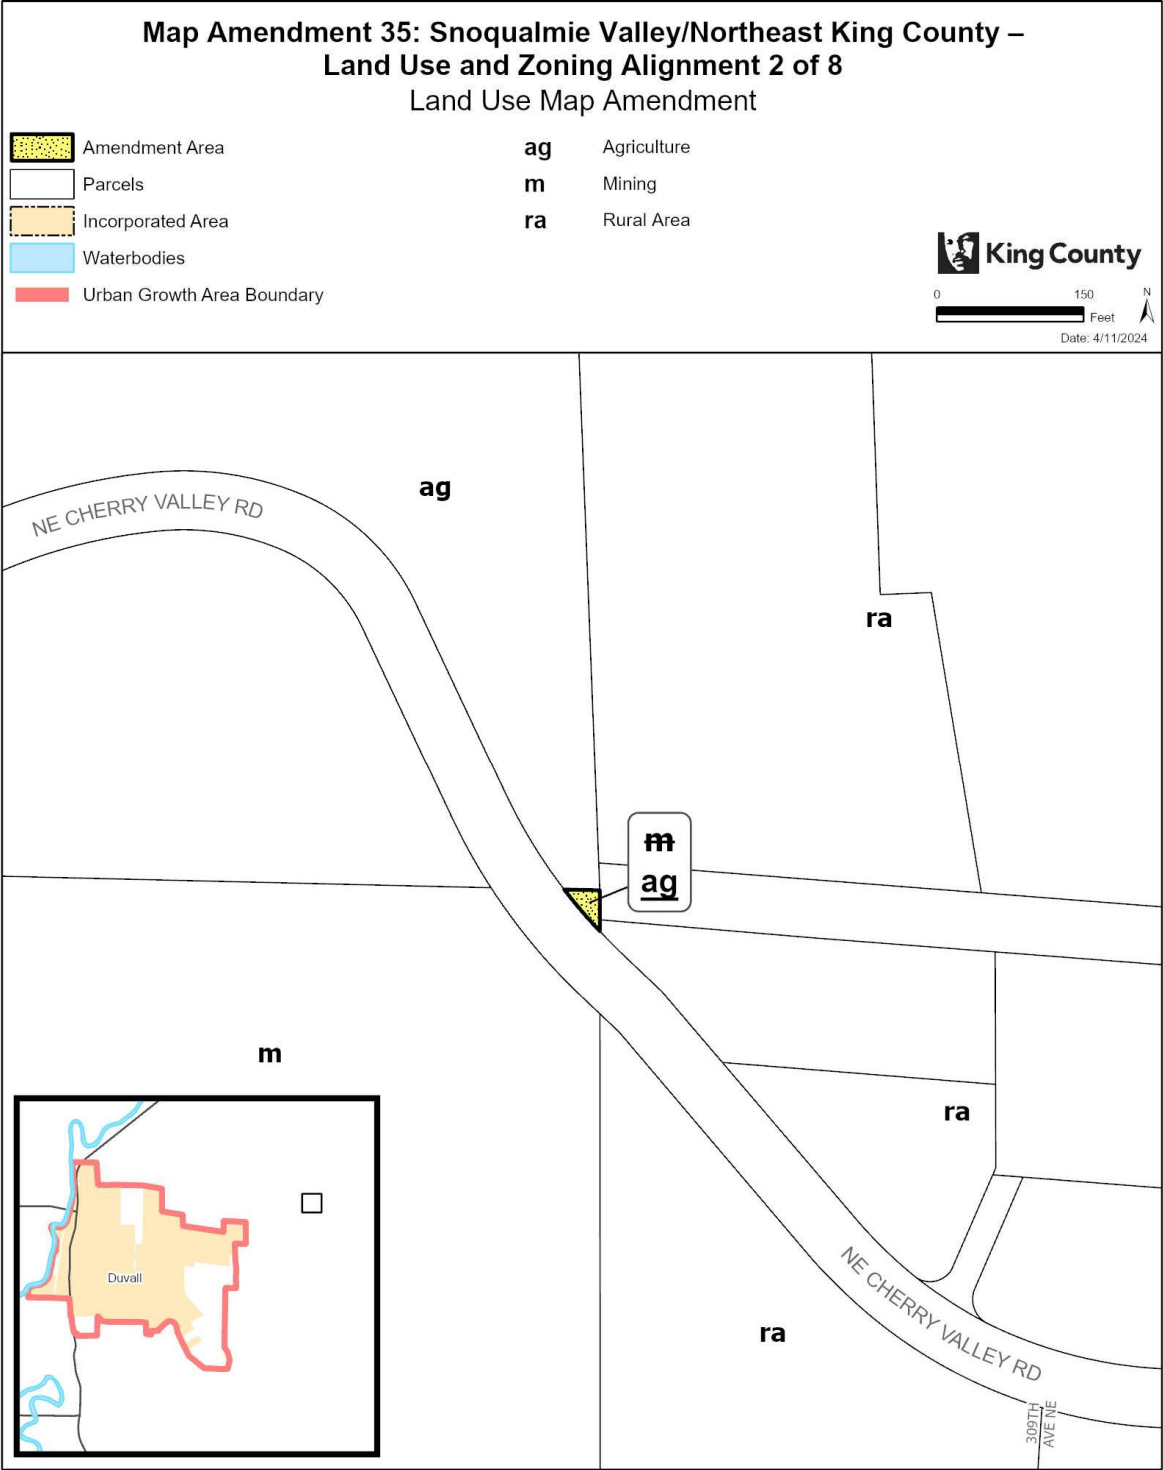 Map Amendment 35: Snoqualmie Valley/Northeast King County –
Land Use and Zoning Alignment 2 of 8
Land Use Map Amendment
Amendment Area
Parcels
Incorporated Area
Waterbodies
Urban Growth Area Boundary
ag Agriculture
m Mining
ra Rural Area
King County
0 150
Feet
N
Date: 4/11/2024
ag
NE CHERRY VALLEY RD
ra
m
ag
m
ra
Duvall
NE CHERRY VALLEY RD
ra
309TH
AVE NE